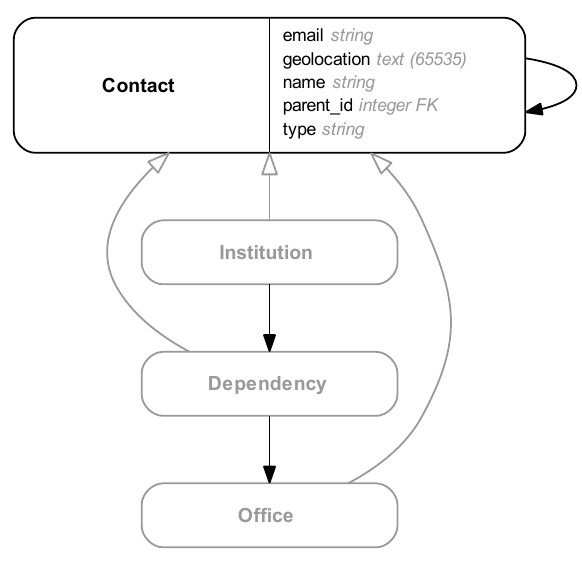 Contact
email string
geolocation text (65535)
name string
parent_id integer FK
type string
Institution
Dependency
Office